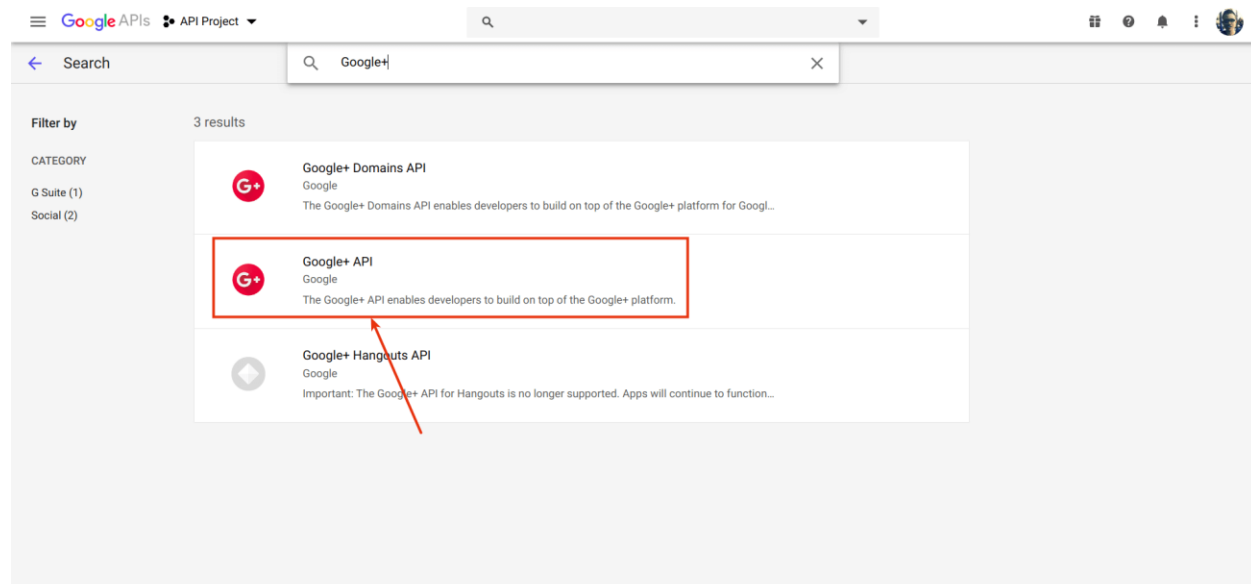 Google APIs API Project
Search
Google+
Filter by
3 results
CATEGORY
G Suite (1)
Social (2)
G+
Google+ Domains API
Google
The Google+ Domains API enables developers to build on top of the Google+ platform for Googl...
G+
Google+ API
Google
The Google+ API enables developers to build on top of the Google+ platform.
Google+ Hangouts API
Google
Important: The Google+ API for Hangouts is no longer supported. Apps will continue to function...